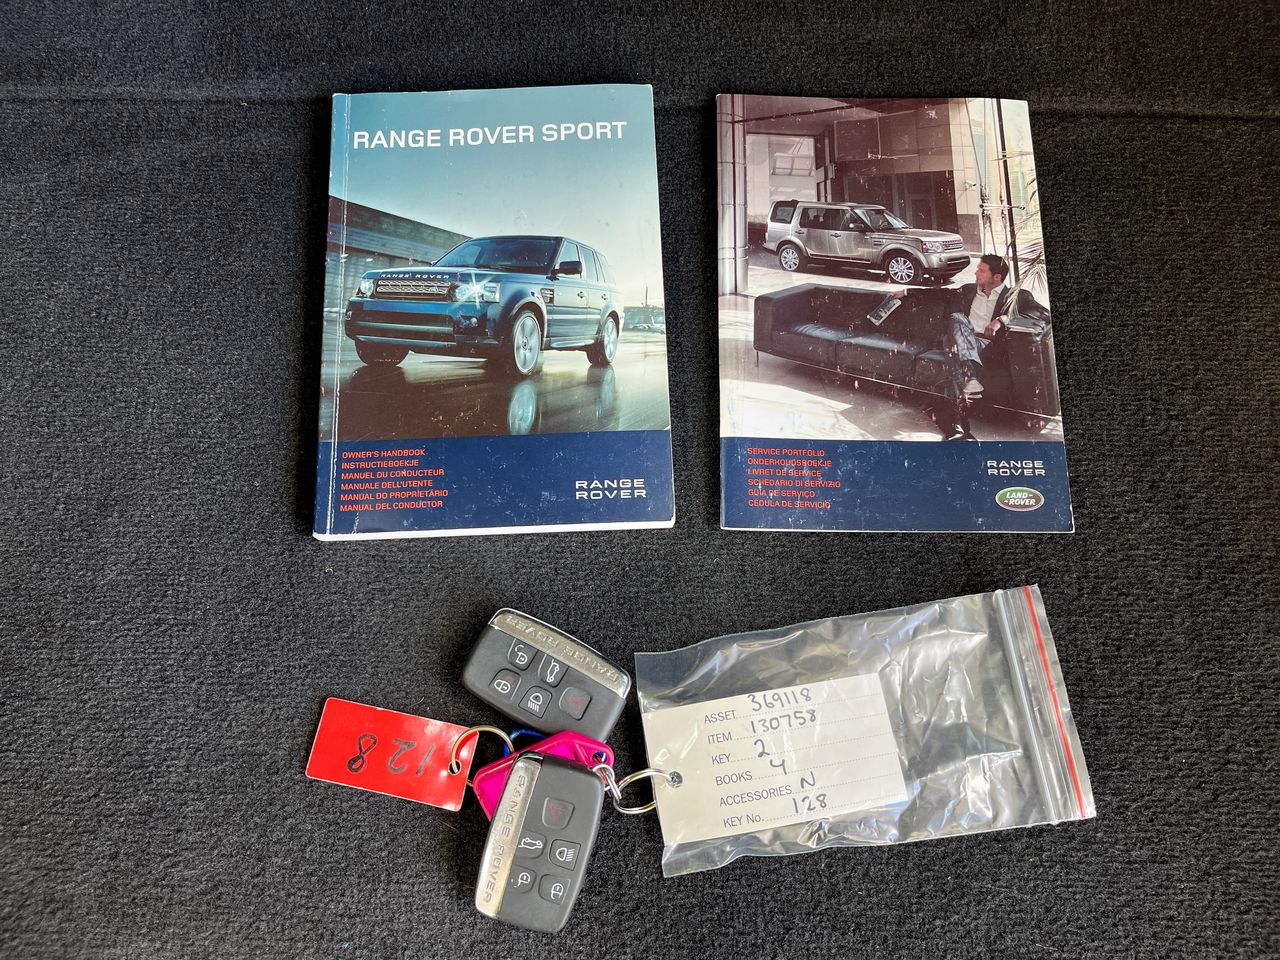 RANGE ROVER SPORT
RANGE ROVER
OWNER'S HANDBOOK
INSTRUCTIEBOEKJE
MANUEL DU CONDUCTEUR
MANUALE DELL'UTENTE
MANUAL DO PROPRIETÁRIO
MANUAL DEL CONDUCTOR
RANGE
ROVER
SERVICE PORTFOLIO
ONDERHOUDSBOEKJE
LIVRET DE SERVICE
SCHEDARIO DI SERVIZIO
GUIA DE SERVIÇO
CÉDULA DE SERVICIO
RANGE
ROVER
LAND-
-ROVER
RANGE ROVER
128
RANGE ROVER
ASSET 369118
ITEM 130758
KEY 2
BOOKS 4
ACCESSORIES N
KEY No. 128